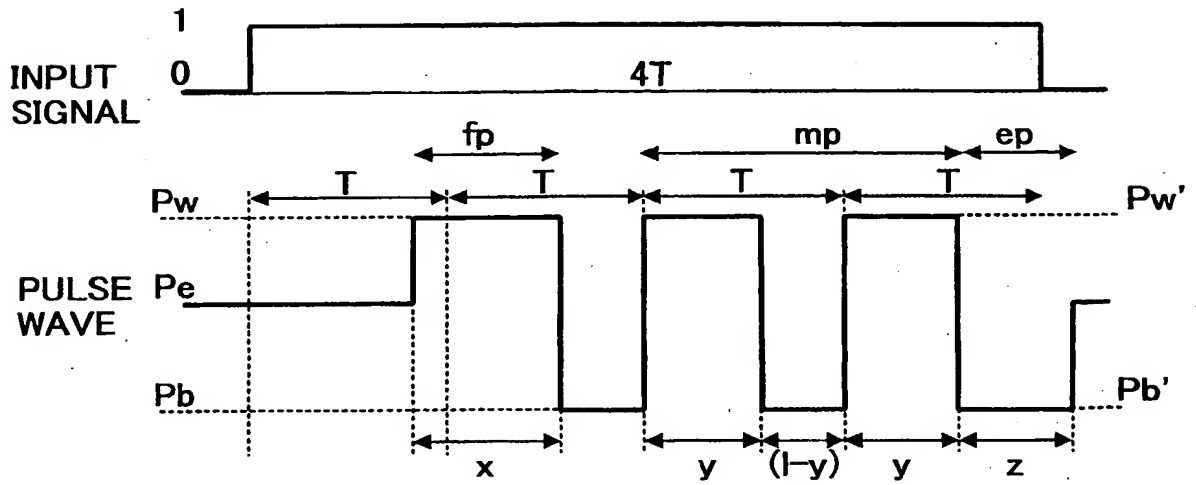 1
INPUT 0 4T
SIGNAL
fp mp ep
T T T T
Pw Pw'
PULSE Pe
WAVE
Pb Pb'
x y (l-y) y z